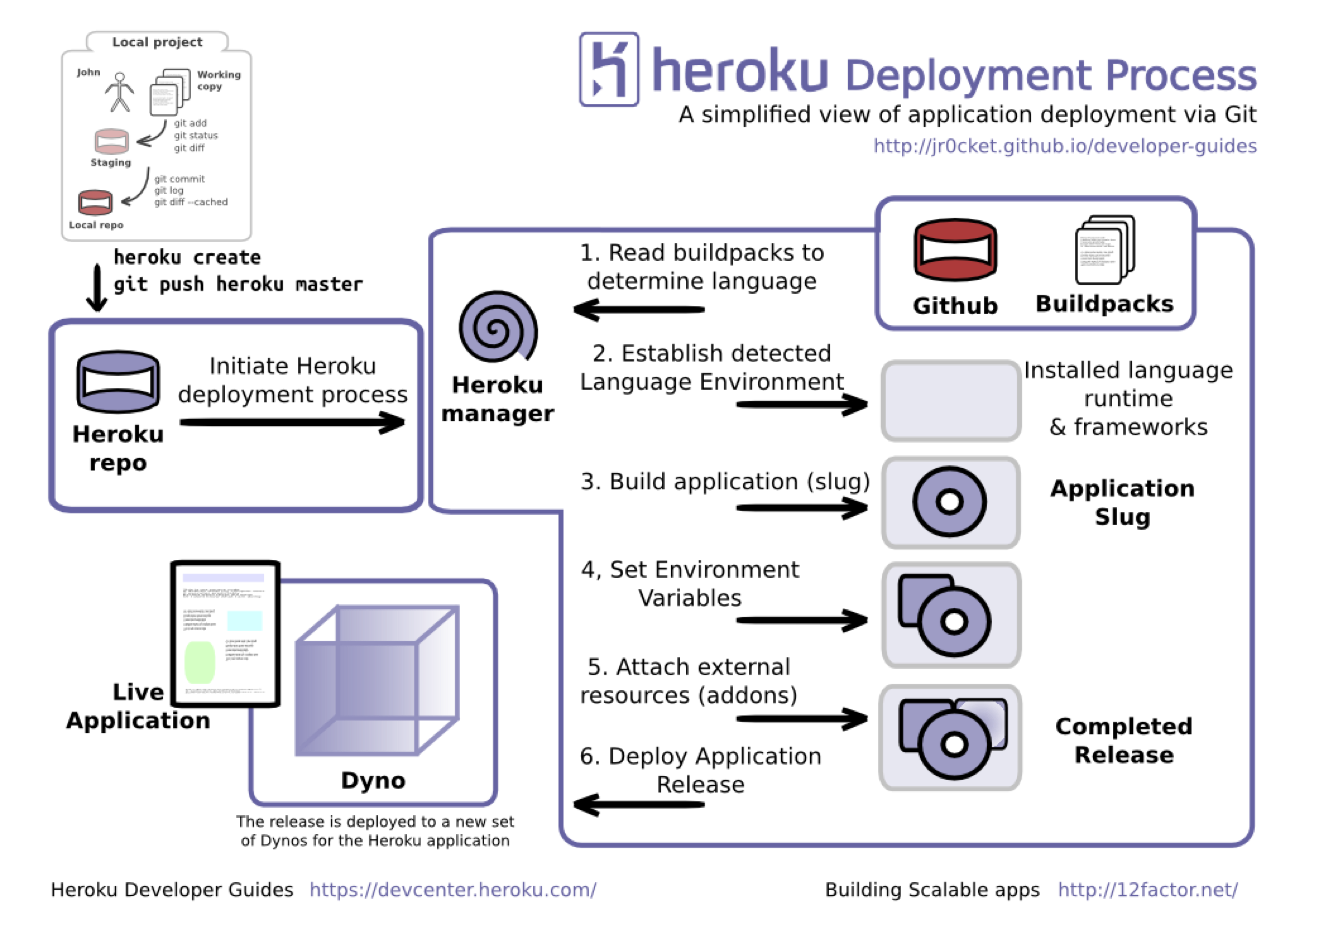 Local project
John
Working
copy
git add
git status
git diff
Staging
git commit
git log
git diff --cached
Local repo
heroku Deployment Process
A simplified view of application deployment via Git
http://jr0cket.github.io/developer-guides
heroku create
git push heroku master
Heroku
repo
Initiate Heroku
deployment process
Heroku
manager
1. Read buildpacks to
determine language
Github
Buildpacks
2. Establish detected
Language Environment
Installed language
runtime
& frameworks
3. Build application (slug)
Application
Slug
4, Set Environment
Variables
5. Attach external
resources (addons)
Completed
Release
6. Deploy Application
Release
Live
Application
Dyno
The release is deployed to a new set
of Dynos for the Heroku application
Heroku Developer Guides https://devcenter.heroku.com/
Building Scalable apps http://12factor.net/